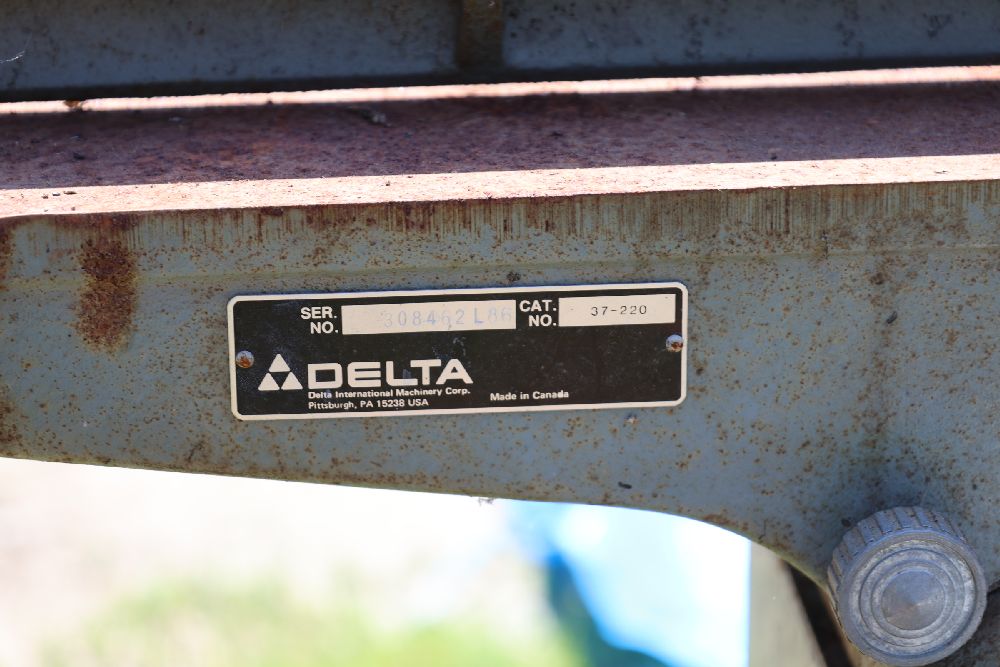 SER. NO. 308462 L86 CAT. NO. 37-220
DELTA
Delta International Machinery Corp.
Pittsburgh, PA 15238 USA Made in Canada